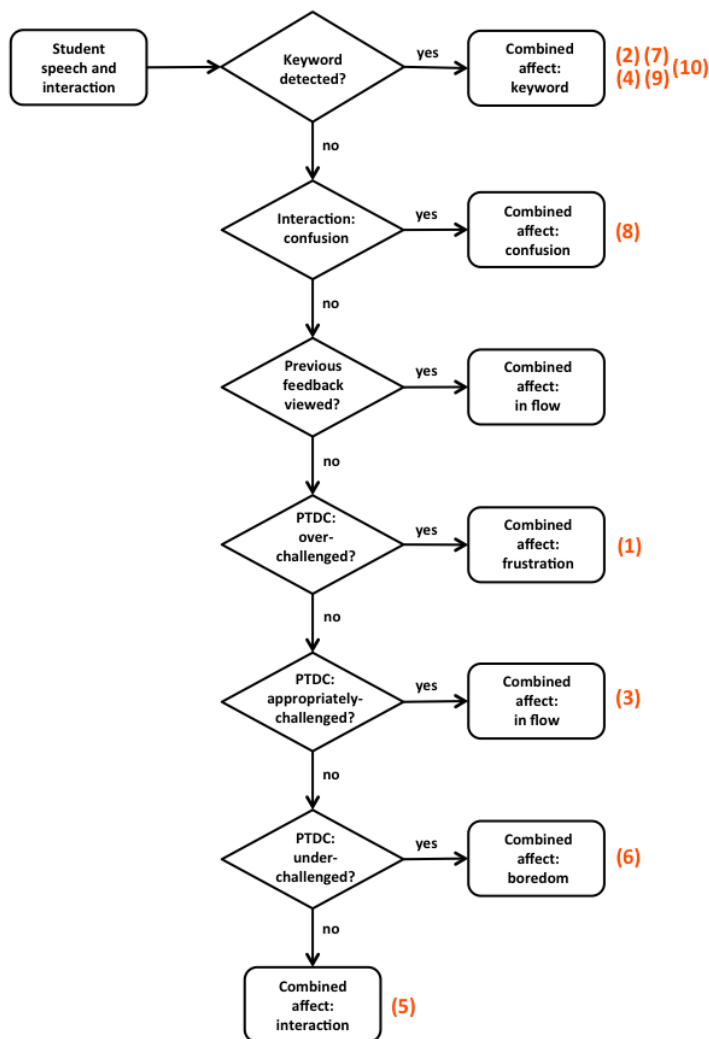 Student
speech and
interaction
Keyword
detected?
yes
Combined
affect:
keyword
(2) (7)
(4) (9)
(10)
no
Interaction:
confusion
yes
Combined
affect:
confusion
(8)
no
Previous
feedback
viewed?
yes
Combined
affect:
in flow
no
PTDC:
over-
challenged?
yes
Combined
affect:
frustration
(1)
no
PTDC:
appropriately-
challenged?
yes
Combined
affect:
in flow
(3)
no
PTDC:
under-
challenged?
yes
Combined
affect:
boredom
(6)
no
Combined
affect:
interaction
(5)